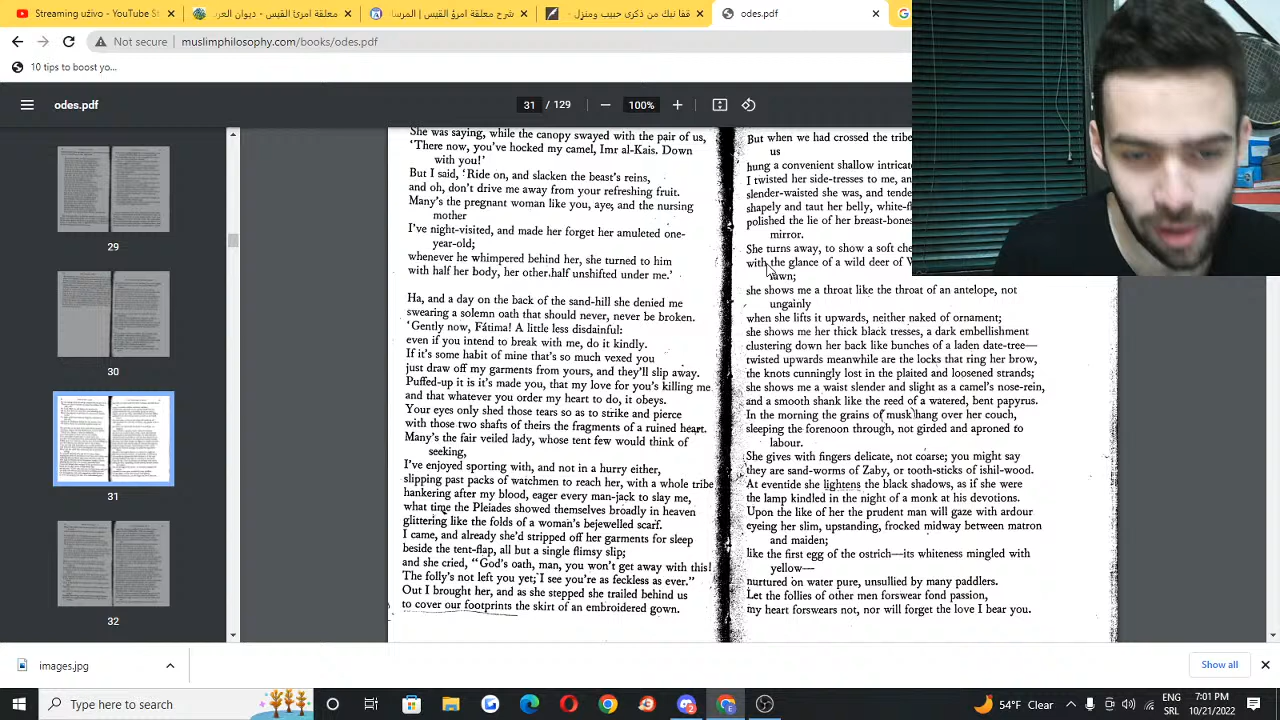 Streaming uživo - YouTube S
معلقة امرئ القيس - ديوان ال
شرح معلقة امرؤ القيس | المرسا
قفا نبك من ذكرى حبيب ومنزل -
odes.pdf
Not secure
10 tips to boost yo...
odes.pdf
31 / 129
100%
29
30
31
32
She was saying, while the canopy swayed with the pair of us,
'There now, you've hocked my camel, Imr al-Kais. Down
with you!'
But I said, 'Ride on, and slacken the beast's reins,
and oh, don't drive me away from your refreshing fruit.
Many's the pregnant woman like you, aye, and the nursing
mother
I've night-visited, and made her forget her amuleted one-
year-old;
whenever he whimpered behind her, she turned to him
with half her body, her other half unshifted under me.'
Ha, and a day on the back of the sand-hill she denied me
swearing a solemn oath that should never, never be broken.
'Gently now, Fátima! A little less disdainful:
even if you intend to break with me, do it kindly.
If it's some habit of mine that's so much vexed you
just draw off my garments from yours, and they'll slip away.
Puffed-up it is it's made you, that my love for you's killing me
and that whatever you order my heart to do, it obeys.
Your eyes only shed those tears so as to strike and pierce
with those two shafts of theirs the fragments of a ruined heart.
Many's the fair veiled lady, whose tent few would think of
seeking,
I've enjoyed sporting with, and not in a hurry either,
slipping past packs of watchmen to reach her, with a whole tribe
hankering after my blood, eager every man-jack to slay me,
what time the Pleiades showed themselves broadly in heaven
glittering like the folds of a woman's bejewelled scarf.
I came, and already she'd stripped off her garments for sleep
beside the tent-flap, all but a single flimsy slip;
and she cried, "God's oath, man, you won't get away with this!
The folly's not left you yet; I see you're as feckless as ever."
Out I brought her, and as she stepped she trailed behind us
to cover our footprints the skirt of an embroidered gown.
But when we had crossed the tribe
us
hung a convenient shallow intric
I twisted her side-tresses to me, an
slender-waisted she was, and tende
shapely and taut her belly, white-f
polished the lie of her breast-bones
mirror.
She turns away, to show a soft che
with the glance of a wild deer of
fawn;
she shows me a throat like the throat of an antelope, not
ungainly
when she lifts it upwards, neither naked of ornament;
she shows me her thick black tresses, a dark embellishment
clustering down her back like bunches of a laden date-tree—
twisted upwards meanwhile are the locks that ring her brow,
the knots cunningly lost in the plaited and loosened strands;
she shows me a waist slender and slight as a camel's nose-rein,
and a smooth shank like the reed of a watered, bent papyrus.
In the morning the grains of musk hang over her couch,
sleeping the forenoon through, not girded and aproned to
labour.
She gives with fingers delicate, not coarse; you might say
they are sand-worms of Zaby, or tooth-sticks of ishil-wood.
At eventide she lightens the black shadows, as if she were
the lamp kindled in the night of a monk at his devotions.
Upon the like of her the prudent man will gaze with ardour
eyeing her slim, upstanding, frocked midway between matron
and maiden;
like the first egg of the ostrich—its whiteness mingled with
yellow—
nurtured on water pure, unsullied by many paddlers.
Let the follies of other men forswear fond passion,
my heart forswears not, nor will forget the love I bear you.
images.jpg
Show all
Type here to search
54°F Clear
ENG
SRL
7:01 PM
10/21/2022